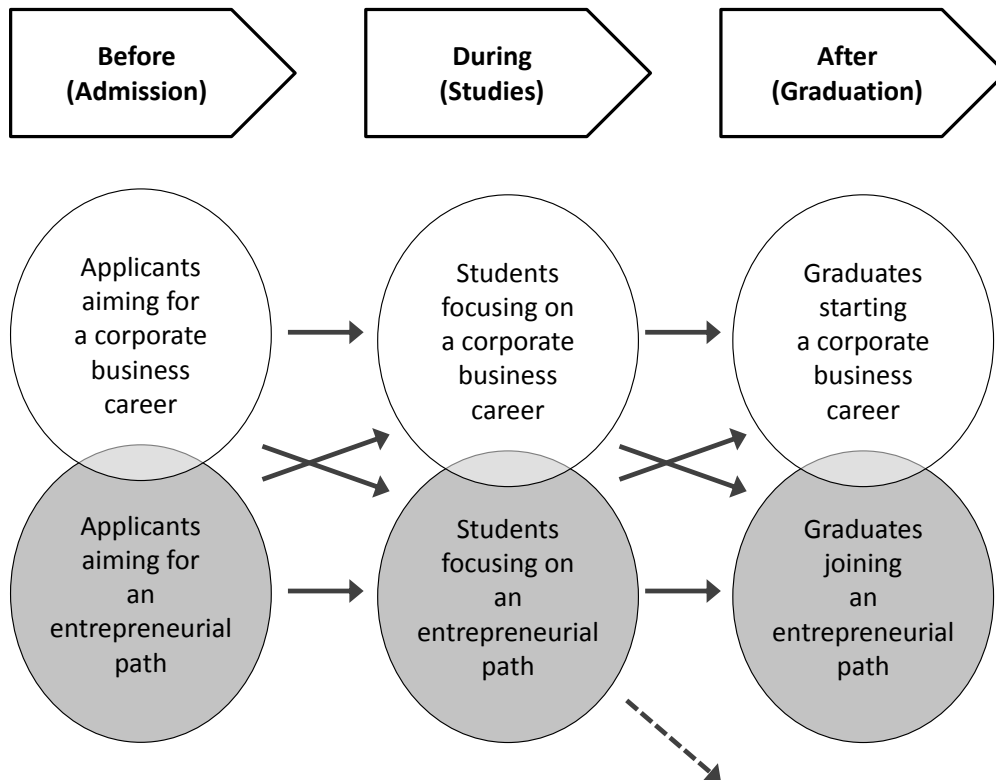 Before
(Admission)
During
(Studies)
After
(Graduation)
Applicants
aiming for
a corporate
business
career
Students
focusing on
a corporate
business
career
Graduates
starting
a corporate
business
career
Applicants
aiming for
an
entrepreneurial
path
Students
focusing on
an
entrepreneurial
path
Graduates
joining
an
entrepreneurial
path